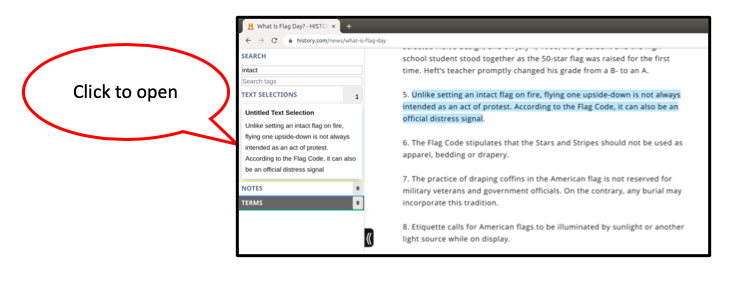 What Is Flag Day? - HISTO
history.com/news/what-is-flag-day
Click to open
SEARCH
intact
Search tags
TEXT SELECTIONS 1
Untitled Text Selection
Unlike setting an intact flag on fire,
flying one upside-down is not always
intended as an act of protest.
According to the Flag Code, it can also
be an official distress signal
NOTES 0
TERMS 0
school student stood together as the 50-star flag was raised for the first
time. Heft's teacher promptly changed his grade from a B- to an A.
5. Unlike setting an intact flag on fire, flying one upside-down is not always
intended as an act of protest. According to the Flag Code, it can also be an
official distress signal.
6. The Flag Code stipulates that the Stars and Stripes should not be used as
apparel, bedding or drapery.
7. The practice of draping coffins in the American flag is not reserved for
military veterans and government officials. On the contrary, any burial may
incorporate this tradition.
8. Etiquette calls for American flags to be illuminated by sunlight or another
light source while on display.